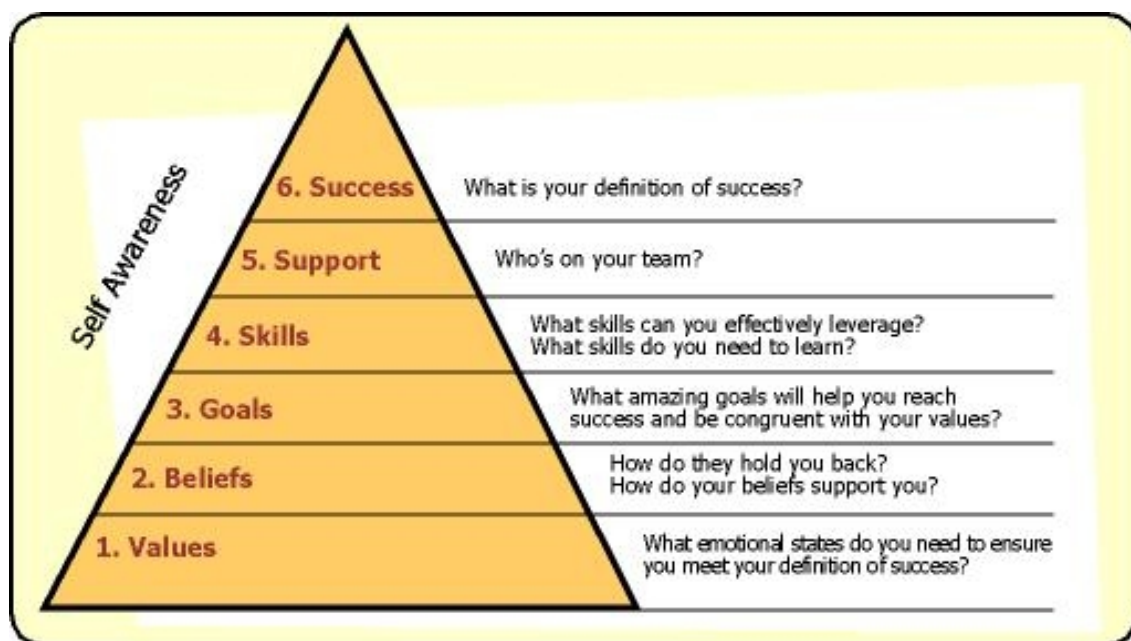 Self Awareness
6. Success
What is your definition of success?
5. Support
Who's on your team?
4. Skills
What skills can you effectively leverage?
What skills do you need to learn?
3. Goals
What amazing goals will help you reach
success and be congruent with your values?
2. Beliefs
How do they hold you back?
How do your beliefs support you?
1. Values
What emotional states do you need to ensure
you meet your definition of success?